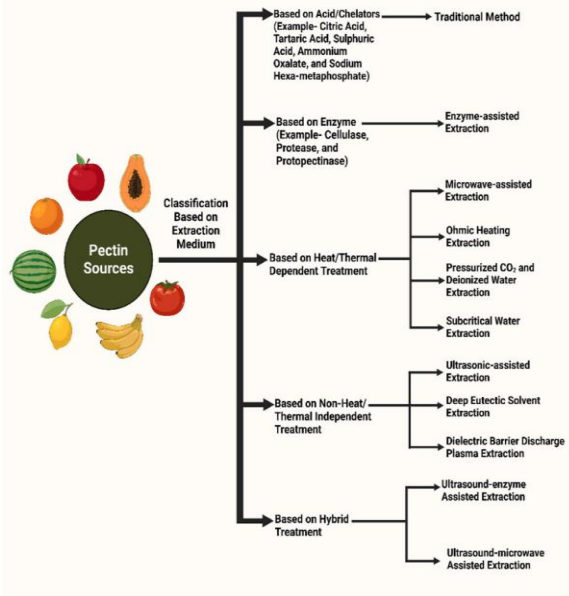 Pectin
Sources
Classification
Based on
Extraction
Medium
Based on Acid/Chelators
(Example- Citric Acid,
Tartaric Acid, Sulphuric
Acid, Ammonium
Oxalate, and Sodium
Hexa-metaphosphate)
Traditional Method
Based on Enzyme
(Example- Cellulase,
Protease, and
Protopectinase)
Enzyme-assisted
Extraction
Based on Heat/Thermal
Dependent Treatment
Microwave-assisted
Extraction
Ohmic Heating
Extraction
Pressurized CO₂ and
Deionized Water
Extraction
Subcritical Water
Extraction
Based on Non-Heat/
Thermal Independent
Treatment
Ultrasonic-assisted
Extraction
Deep Eutectic Solvent
Extraction
Dielectric Barrier Discharge
Plasma Extraction
Based on Hybrid
Treatment
Ultrasound-enzyme
Assisted Extraction
Ultrasound-microwave
Assisted Extraction